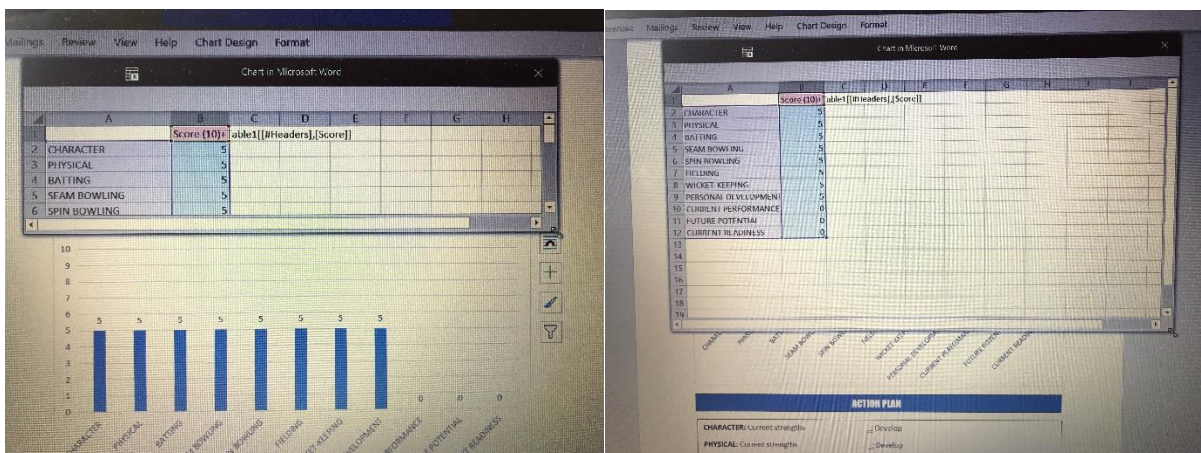 Mailings Review View Help Chart Design Format
Chart in Microsoft Word
A B C D E F G H
1 Score (10)+ able1[[#Headers],[Score]]
2 CHARACTER 5
3 PHYSICAL 5
4 BATTING 5
5 SEAM BOWLING 5
6 SPIN BOWLING 5
10
9
8
7
6
5
4
3
2
1
0
5 5 5 5 5 5 5 5 0 0 0
CHARACTER
PHYSICAL
BATTING
FIELDING
Mailings Review View Help Chart Design Format
Chart in Microsoft Word
A B C D E F G H I J
1 Score (10)+ able1[[#Headers],[Score]]
2 CHARACTER 5
3 PHYSICAL 5
4 BATTING 5
5 SEAM BOWLING 5
6 SPIN BOWLING 5
7 FIELDING 5
8 WICKET KEEPING 5
9 PERSONAL DEVELOPMENT 5
10 CURRENT PERFORMANCE 0
11 FUTURE POTENTIAL 0
12 CURRENT READINESS 0
13
14
15
16
17
18
19
ACTION PLAN
CHARACTER: Current strengths Develop
PHYSICAL: Current strengths Develop